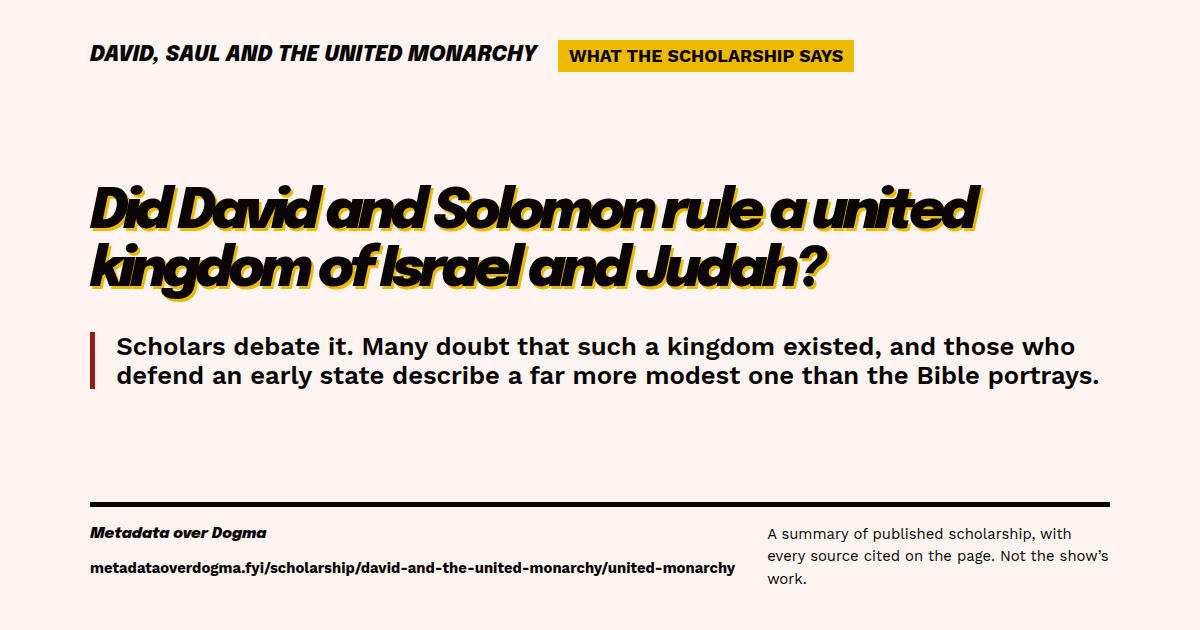 DAVID, SAUL AND THE UNITED MONARCHY
WHAT THE SCHOLARSHIP SAYS
Did David and Solomon rule a united
kingdom of Israel and Judah?
Scholars debate it. Many doubt that such a kingdom existed, and those who
defend an early state describe a far more modest one than the Bible portrays.
Metadata over Dogma
metadataoverdogma.fyi/scholarship/david-and-the-united-monarchy/united-monarchy
A summary of published scholarship, with
every source cited on the page. Not the show’s
work.